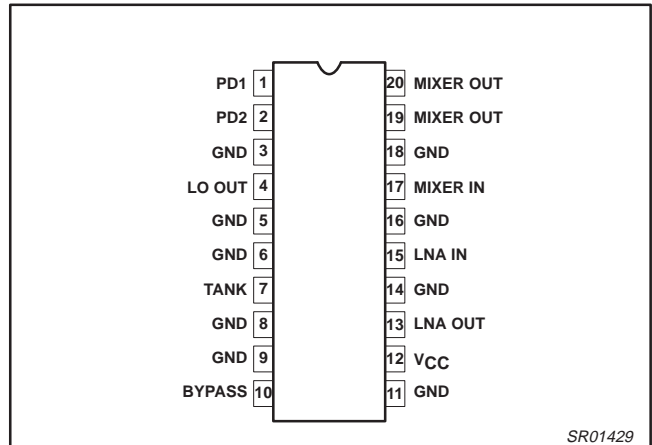 PD1 1 20 MIXER OUT
PD2 2 19 MIXER OUT
GND 3 18 GND
LO OUT 4 17 MIXER IN
GND 5 16 GND
GND 6 15 LNA IN
TANK 7 14 GND
GND 8 13 LNA OUT
GND 9 12 VCC
BYPASS 10 11 GND
SR01429